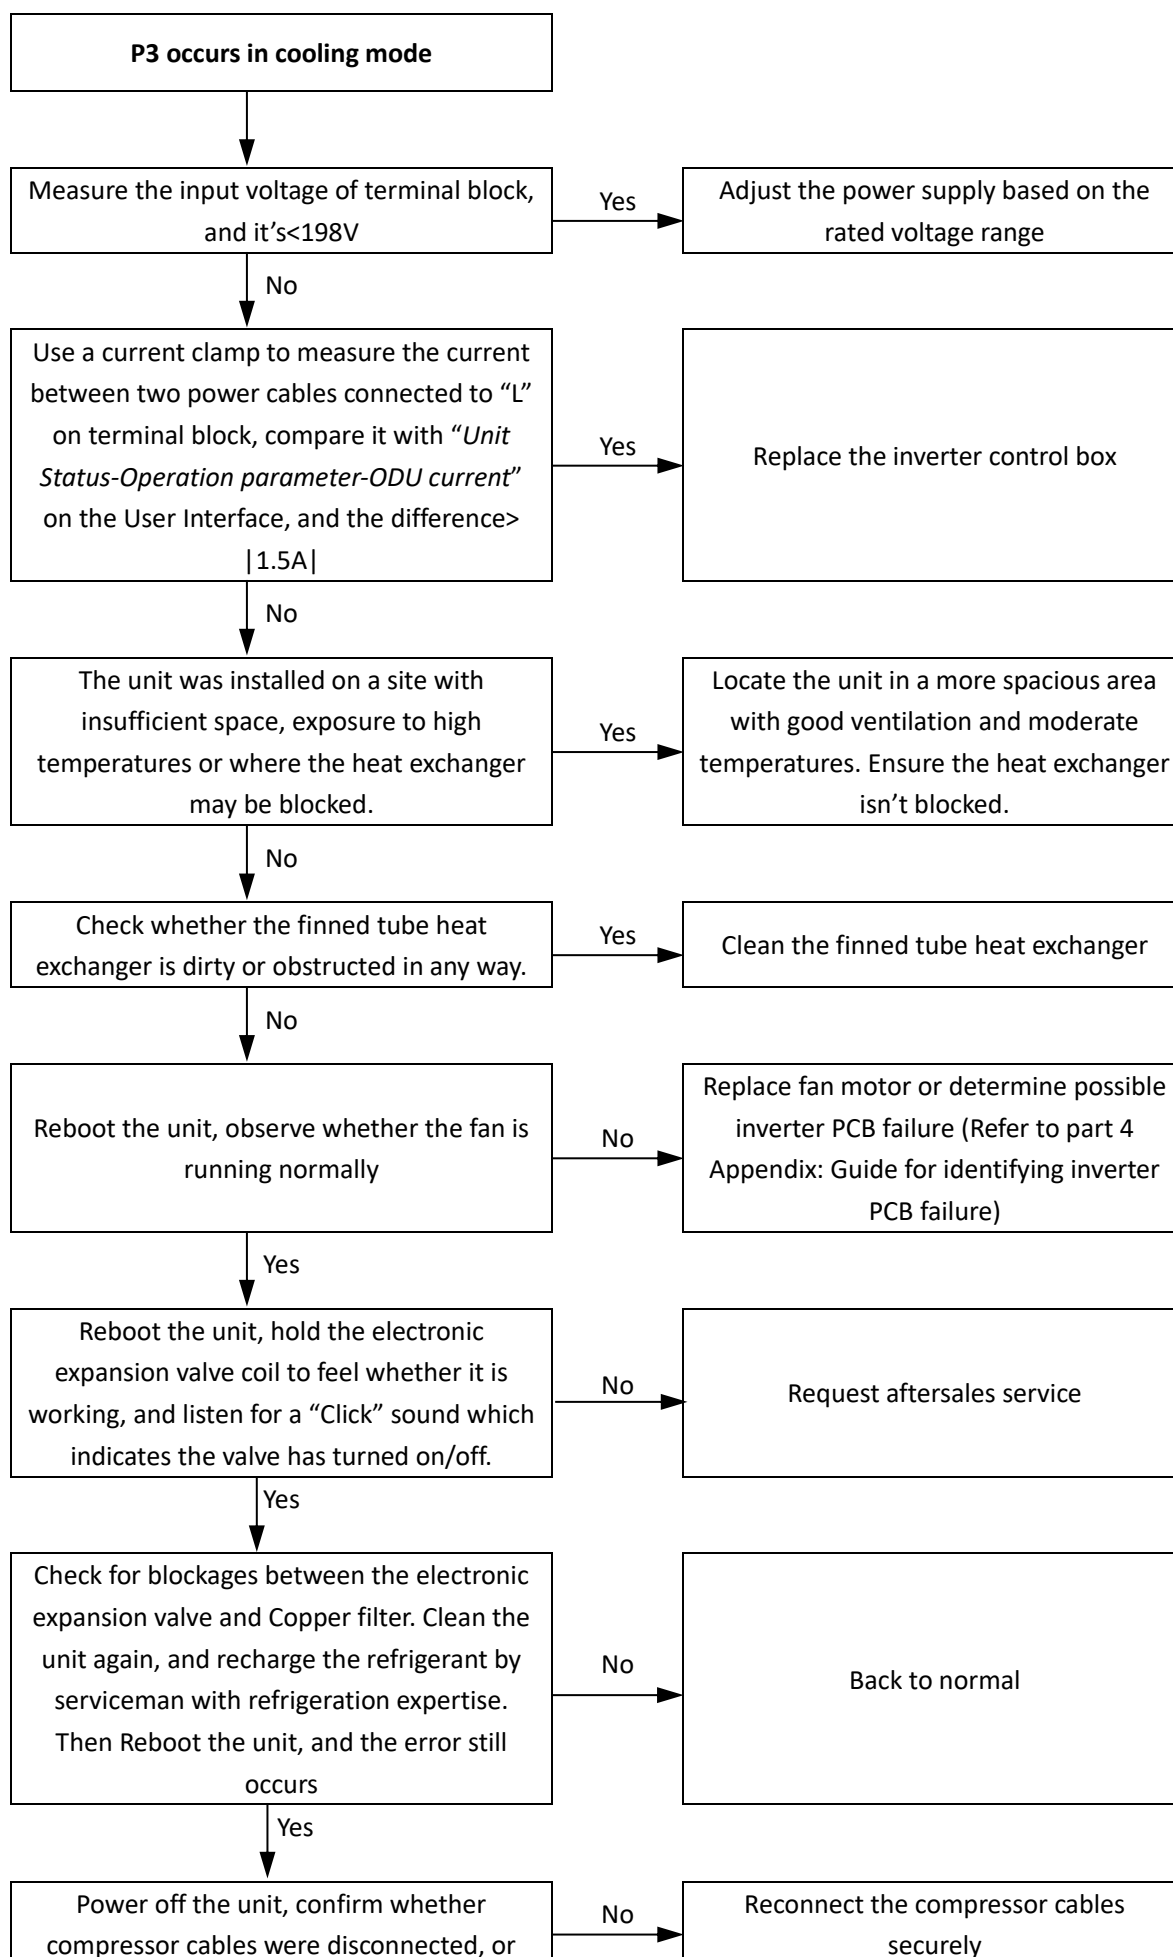 P3 occurs in cooling mode
Measure the input voltage of terminal block,
and it’s<198V
Yes
Adjust the power supply based on the
rated voltage range
No
Use a current clamp to measure the current
between two power cables connected to “L”
on terminal block, compare it with “Unit
Status-Operation parameter-ODU current”
on the User Interface, and the difference>
|1.5A|
Yes
Replace the inverter control box
No
The unit was installed on a site with
insufficient space, exposure to high
temperatures or where the heat exchanger
may be blocked.
Yes
Locate the unit in a more spacious area
with good ventilation and moderate
temperatures. Ensure the heat exchanger
isn’t blocked.
No
Check whether the finned tube heat
exchanger is dirty or obstructed in any way.
Yes
Clean the finned tube heat exchanger
No
Reboot the unit, observe whether the fan is
running normally
No
Replace fan motor or determine possible
inverter PCB failure (Refer to part 4
Appendix: Guide for identifying inverter
PCB failure)
Yes
Reboot the unit, hold the electronic
expansion valve coil to feel whether it is
working, and listen for a “Click” sound which
indicates the valve has turned on/off.
No
Request aftersales service
Yes
Check for blockages between the electronic
expansion valve and Copper filter. Clean the
unit again, and recharge the refrigerant by
serviceman with refrigeration expertise.
Then Reboot the unit, and the error still
occurs
No
Back to normal
Yes
Power off the unit, confirm whether
compressor cables were disconnected, or
No
Reconnect the compressor cables
securely